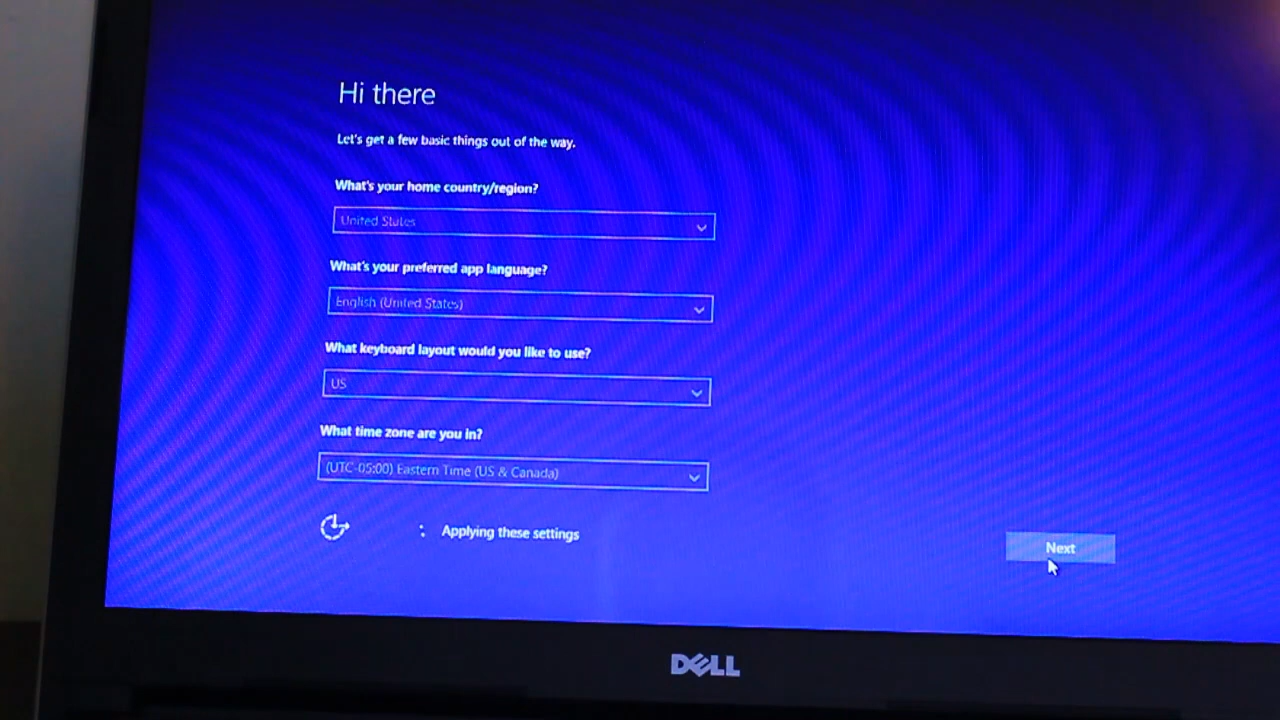 Hi there
Let's get a few basic things out of the way.
What's your home country/region?
United States
What's your preferred app language?
English (United States)
What keyboard layout would you like to use?
US
What time zone are you in?
(UTC-05:00) Eastern Time (US & Canada)
Applying these settings
Next
DELL